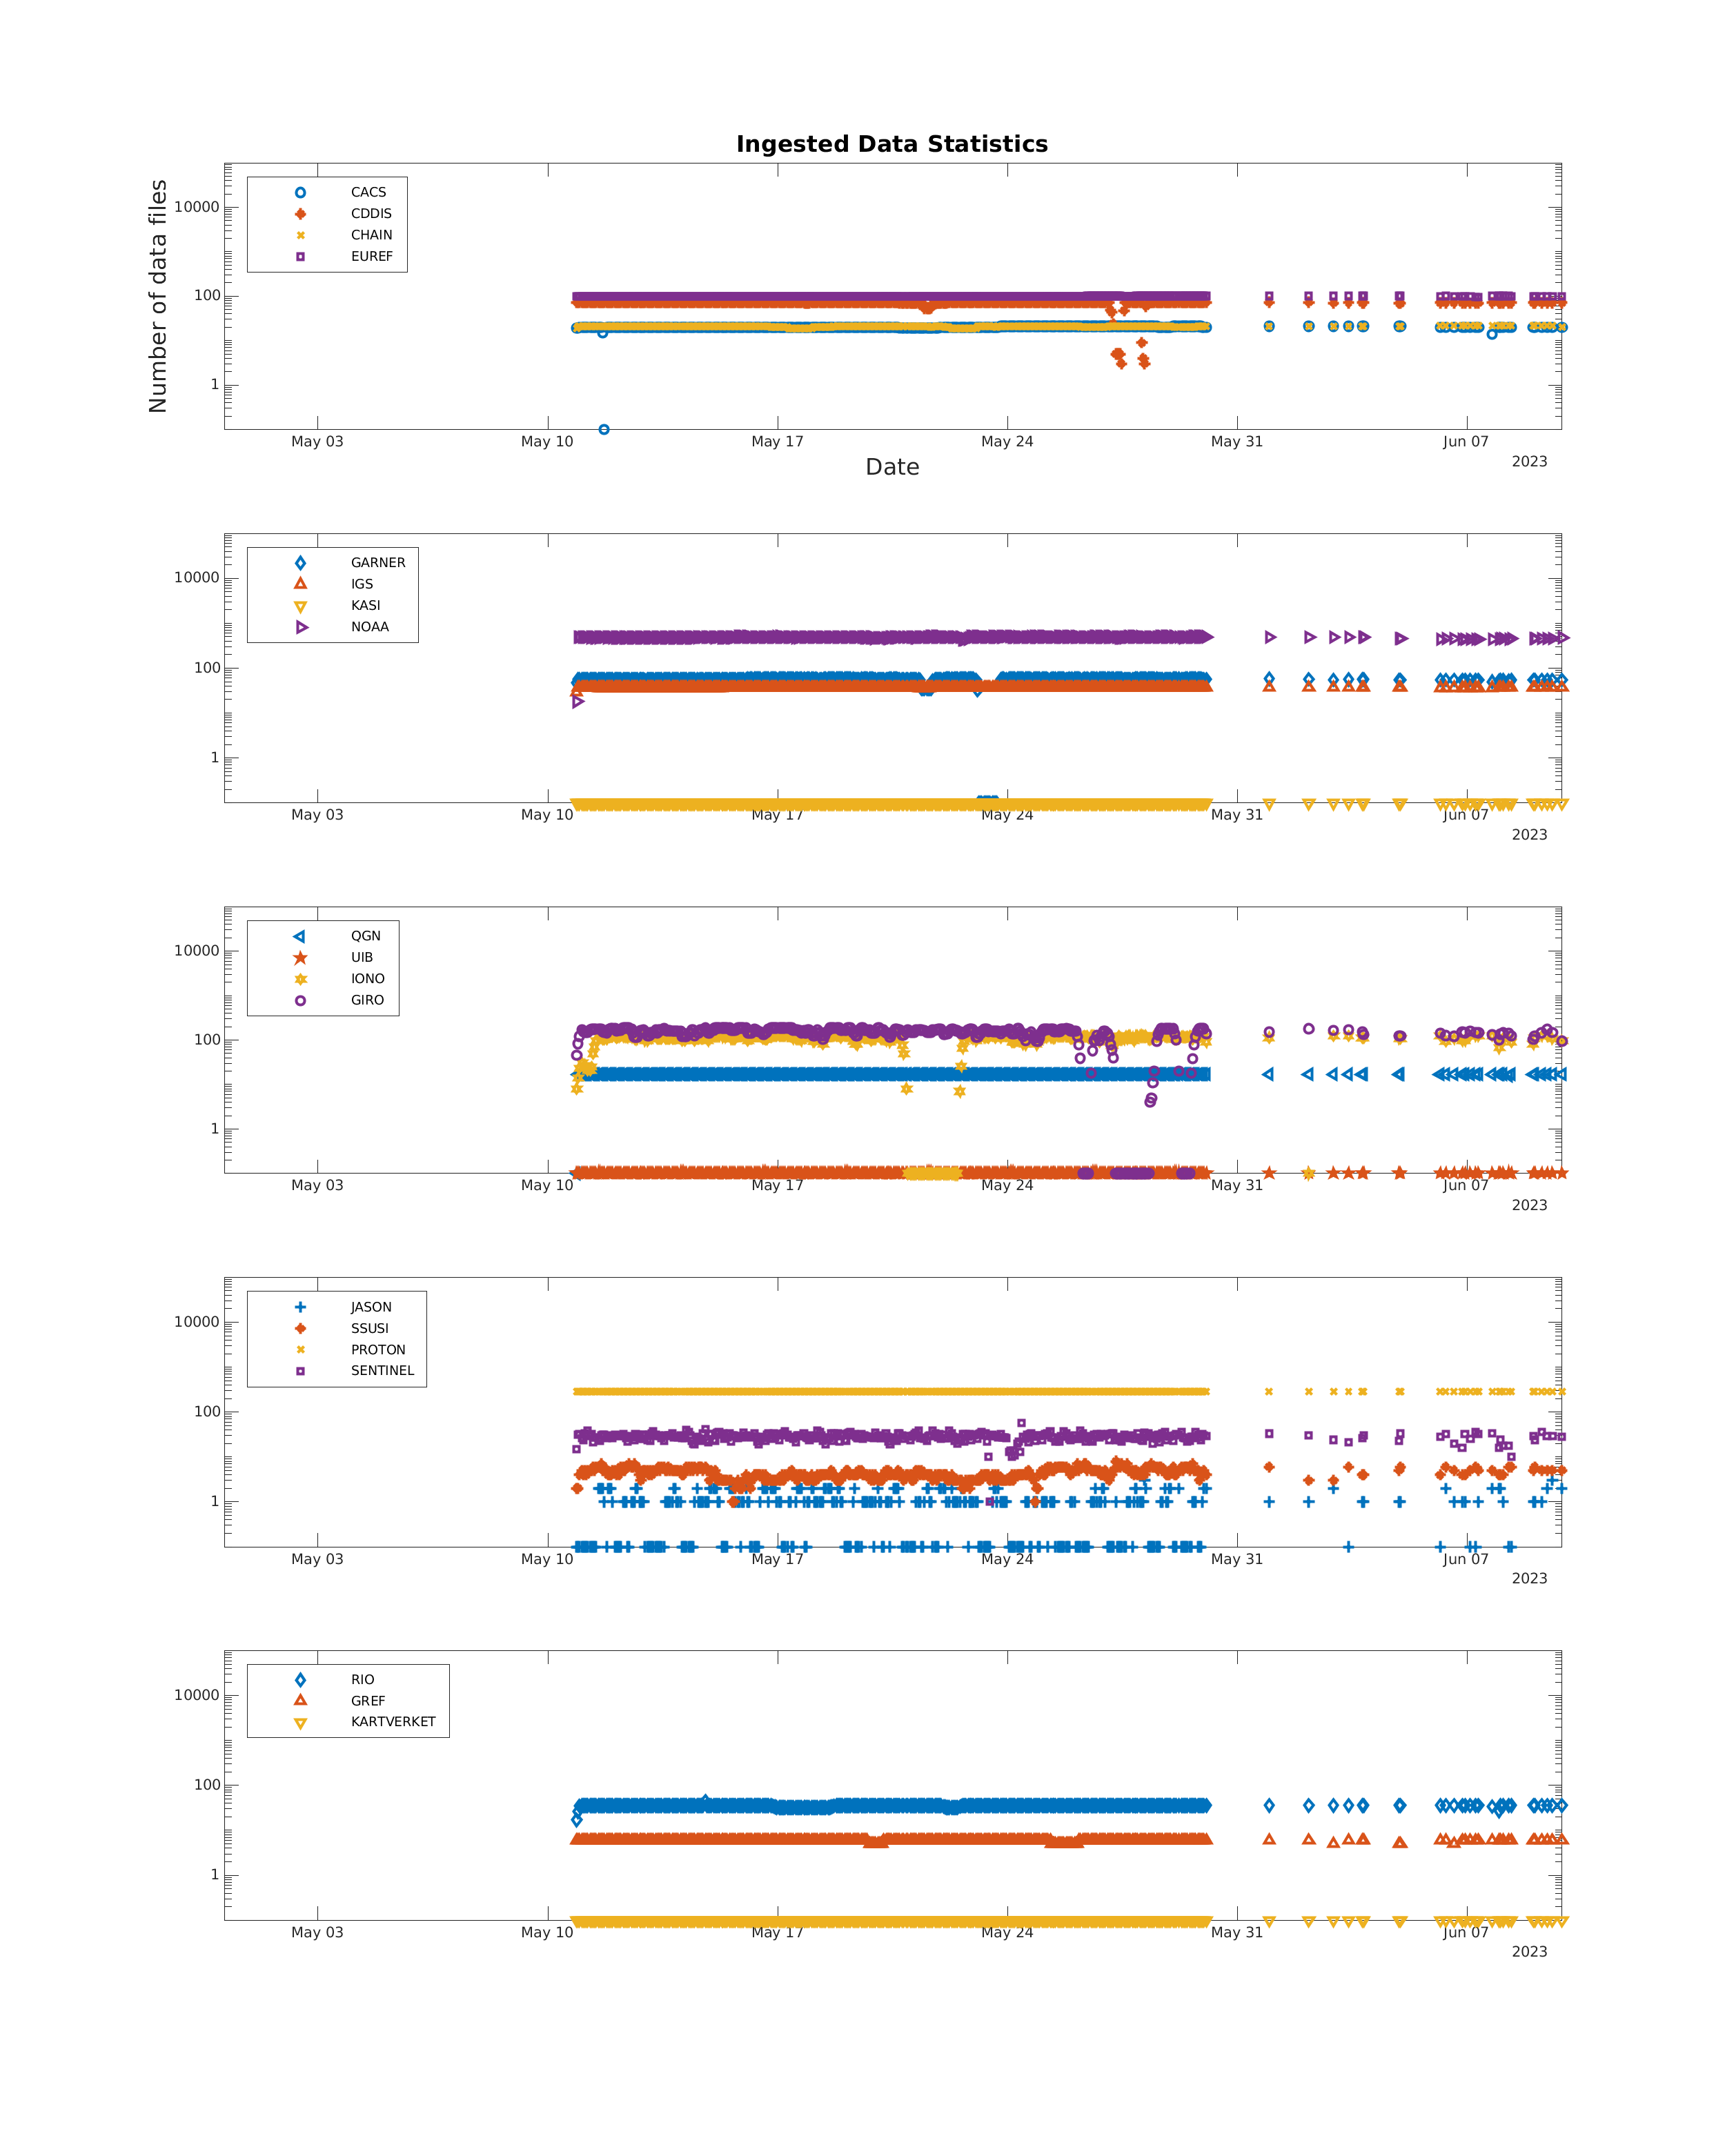 Ingested Data Statistics
Number of data files
CACS
CDDIS
CHAIN
EUREF
10000
100
1
May 03 May 10 May 17 May 24 May 31 Jun 07
2023
Date
GARNER
IGS
KASI
NOAA
10000
100
1
May 03 May 10 May 17 May 24 May 31 Jun 07
2023
QGN
UIB
IONO
GIRO
10000
100
1
May 03 May 10 May 17 May 24 May 31 Jun 07
2023
JASON
SSUSI
PROTON
SENTINEL
10000
100
1
May 03 May 10 May 17 May 24 May 31 Jun 07
2023
RIO
GREF
KARTVERKET
10000
100
1
May 03 May 10 May 17 May 24 May 31 Jun 07
2023